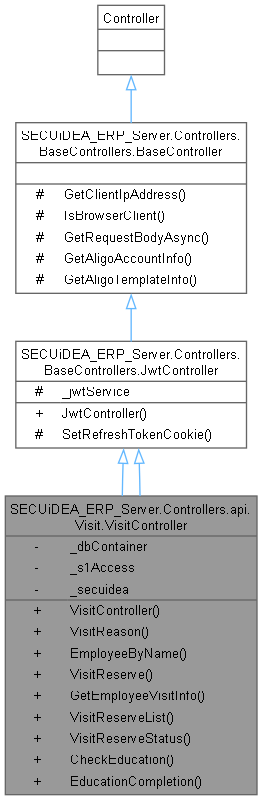 Controller
SECUiDEA_ERP_Server.Controllers.
BaseControllers.BaseController
# GetClientIpAddress()
# IsBrowserClient()
# GetRequestBodyAsync()
# GetAligoAccountInfo()
# GetAligoTemplateInfo()
SECUiDEA_ERP_Server.Controllers.
BaseControllers.JwtController
# _jwtService
+ JwtController()
# SetRefreshTokenCookie()
SECUiDEA_ERP_Server.Controllers.api.
Visit.VisitController
- _dbContainer
- _s1Access
- _secuidea
+ VisitController()
+ VisitReason()
+ EmployeeByName()
+ VisitReserve()
+ GetEmployeeVisitInfo()
+ VisitReserveList()
+ VisitReserveStatus()
+ CheckEducation()
+ EducationCompletion()